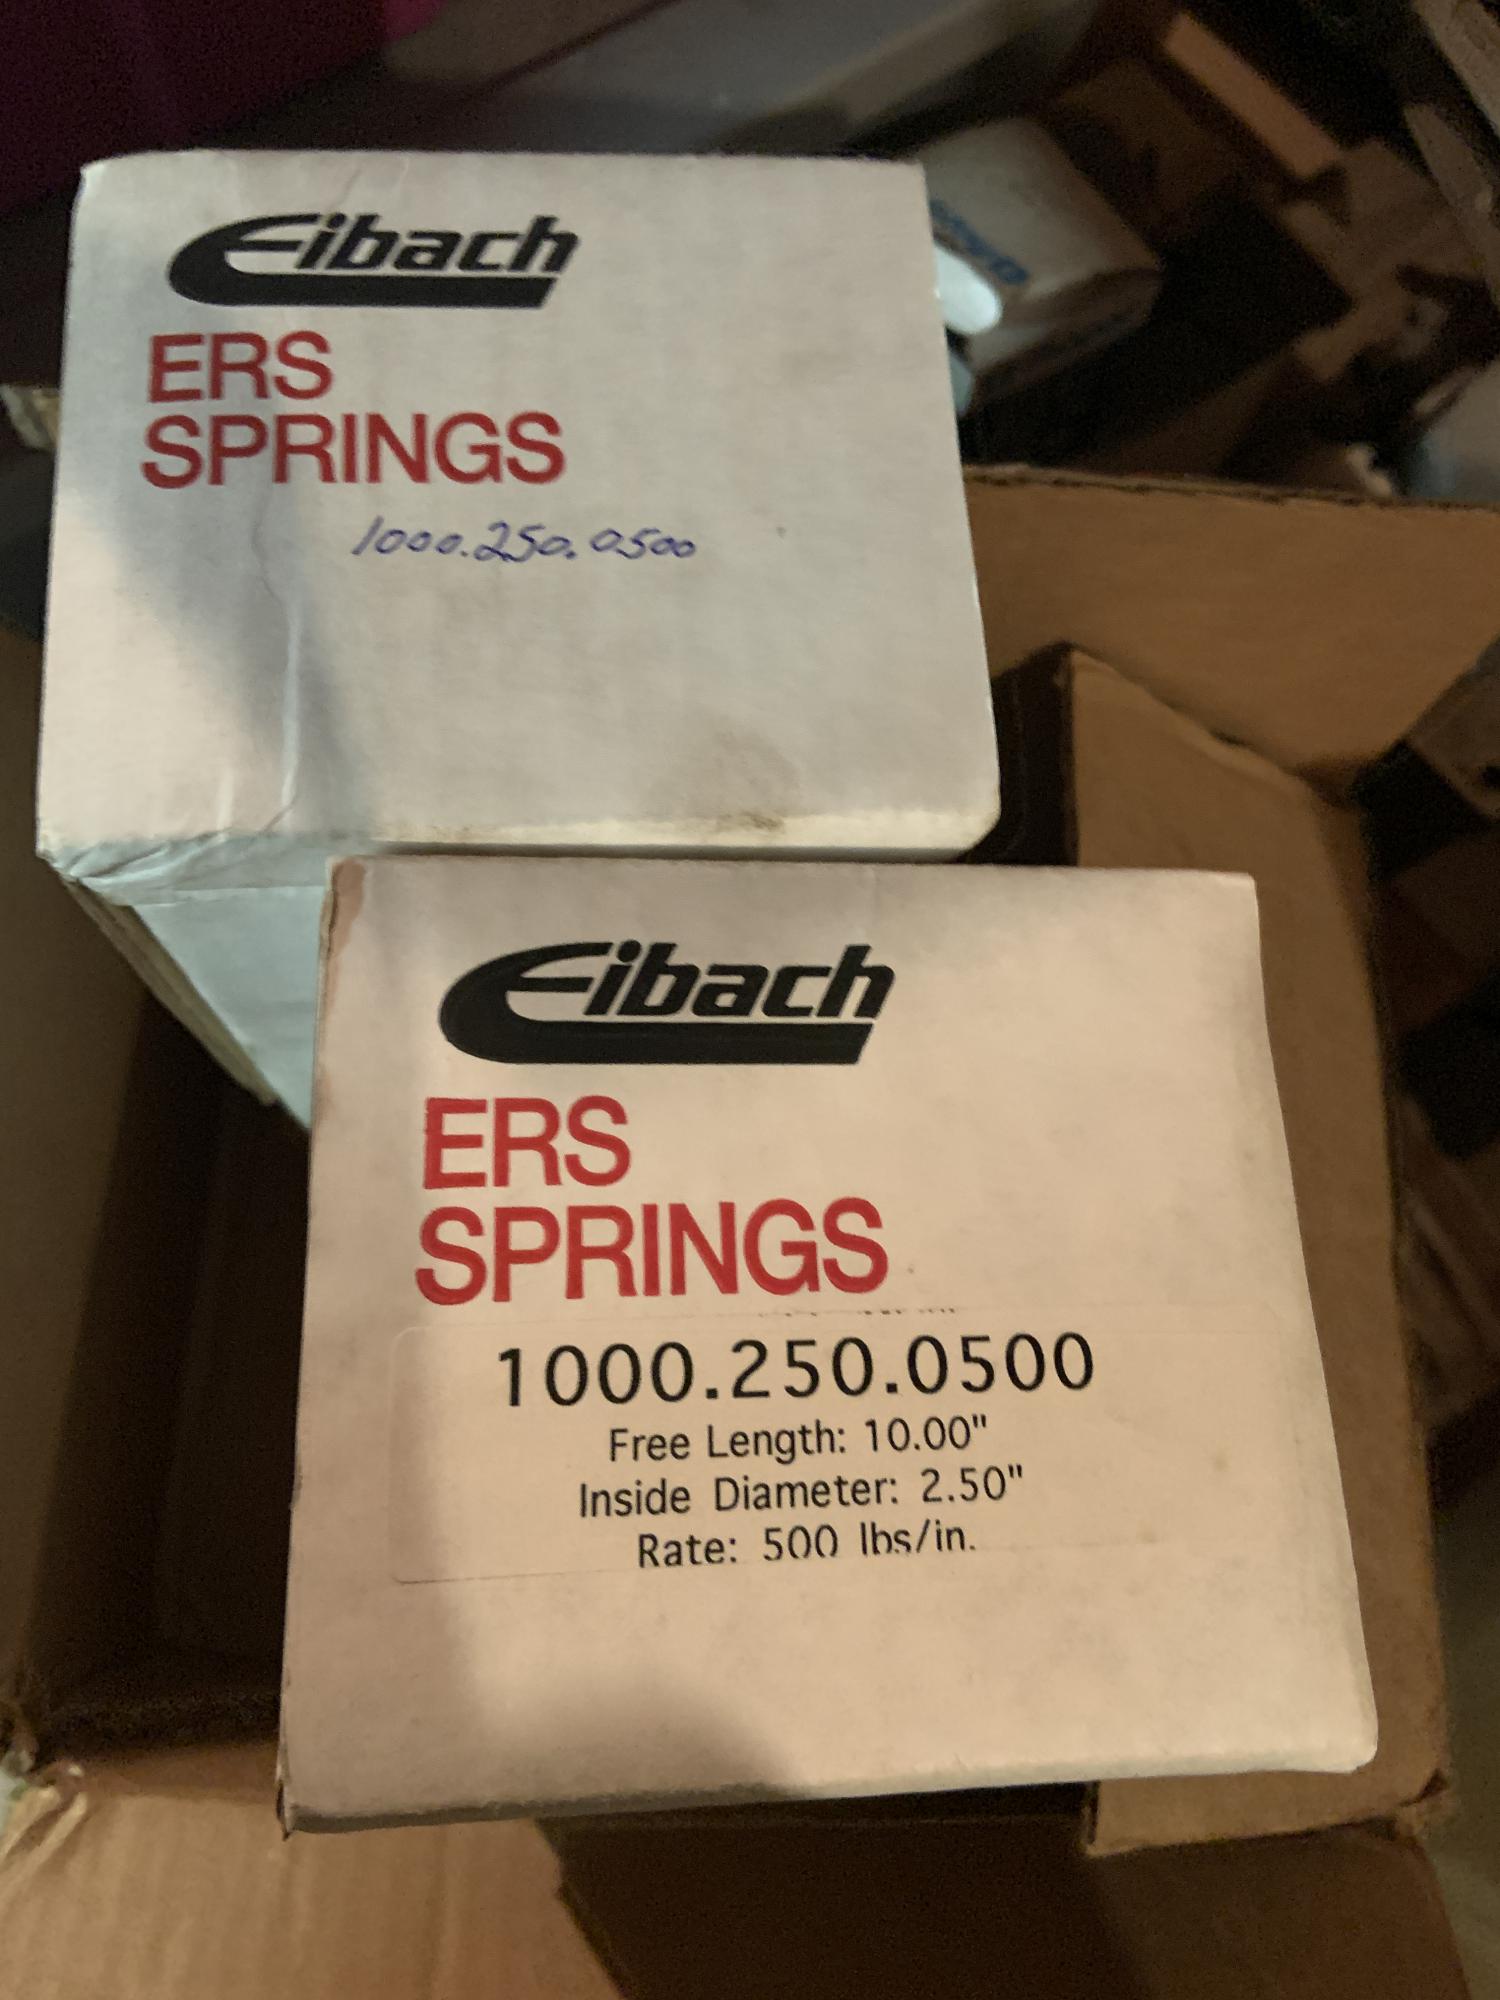 Eibach
ERS
SPRINGS
1000.250.0500
Eibach
ERS
SPRINGS
1000.250.0500
Free Length: 10.00"
Inside Diameter: 2.50"
Rate: 500 lbs/in.